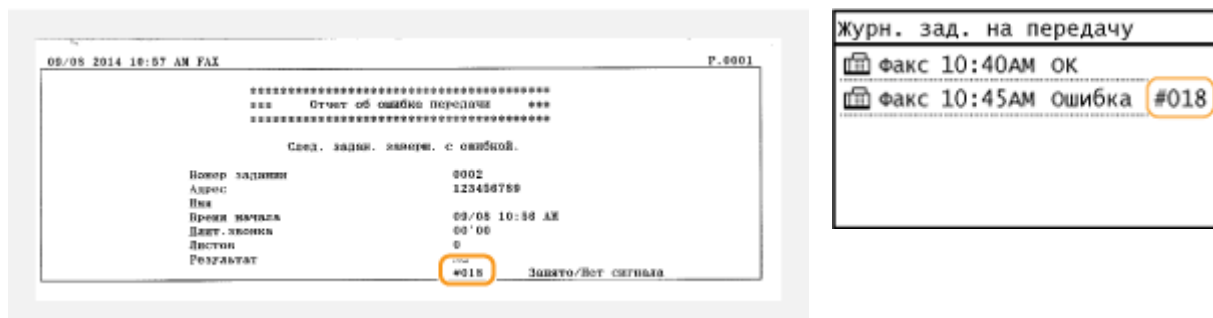 09/08 2014 10:57 AM FAX P.0001
***************************************
*** Отчет об ошибке передачи ***
***************************************
След. задан. заверш. с ошибкой.
Номер задания 0002
Адрес 123456789
Имя
Время начала 09/08 10:56 AM
Длит.звонка 00'00
Листов 0
Результат
#018 Занято/Нет сигнала
Журн. зад. на передачу
Факс 10:40AM OK
Факс 10:45AM Ошибка #018